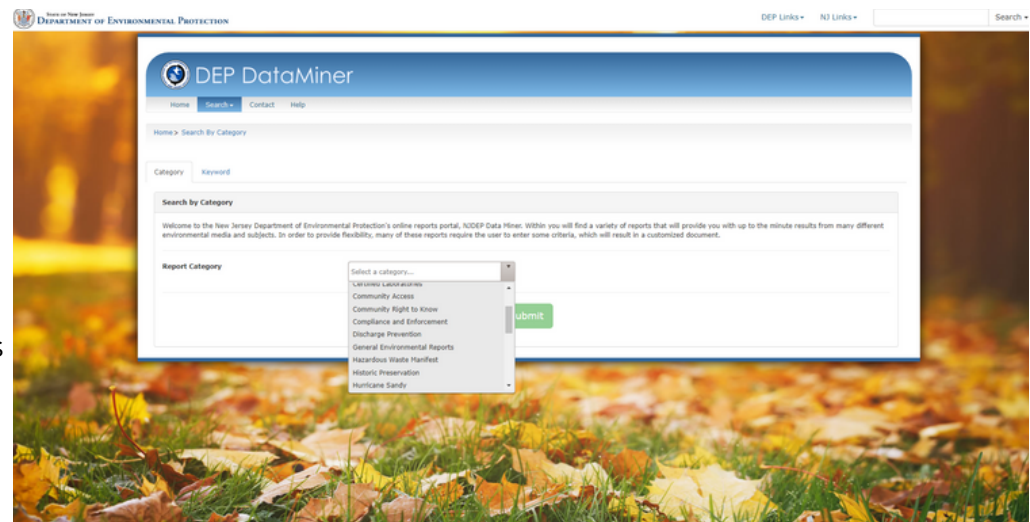 State of New Jersey
Department of Environmental Protection
DEP Links
NJ Links
Search
DEP DataMiner
Home Search Contact Help
Home> Search By Category
Category Keyword
Search by Category
Welcome to the New Jersey Department of Environmental Protection's online reports portal, NJDEP Data Miner. Within you will find a variety of reports that will provide you with up to the minute results from many different
environmental media and subjects. In order to provide flexibility, many of these reports require the user to enter some criteria, which will result in a customized document.
Report Category
Select a category...
Certified Laboratories
Community Access
Community Right to Know
Compliance and Enforcement
ubmit
Discharge Prevention
General Environmental Reports
s
Hazardous Waste Manifest
Historic Preservation
Hurricane Sandy